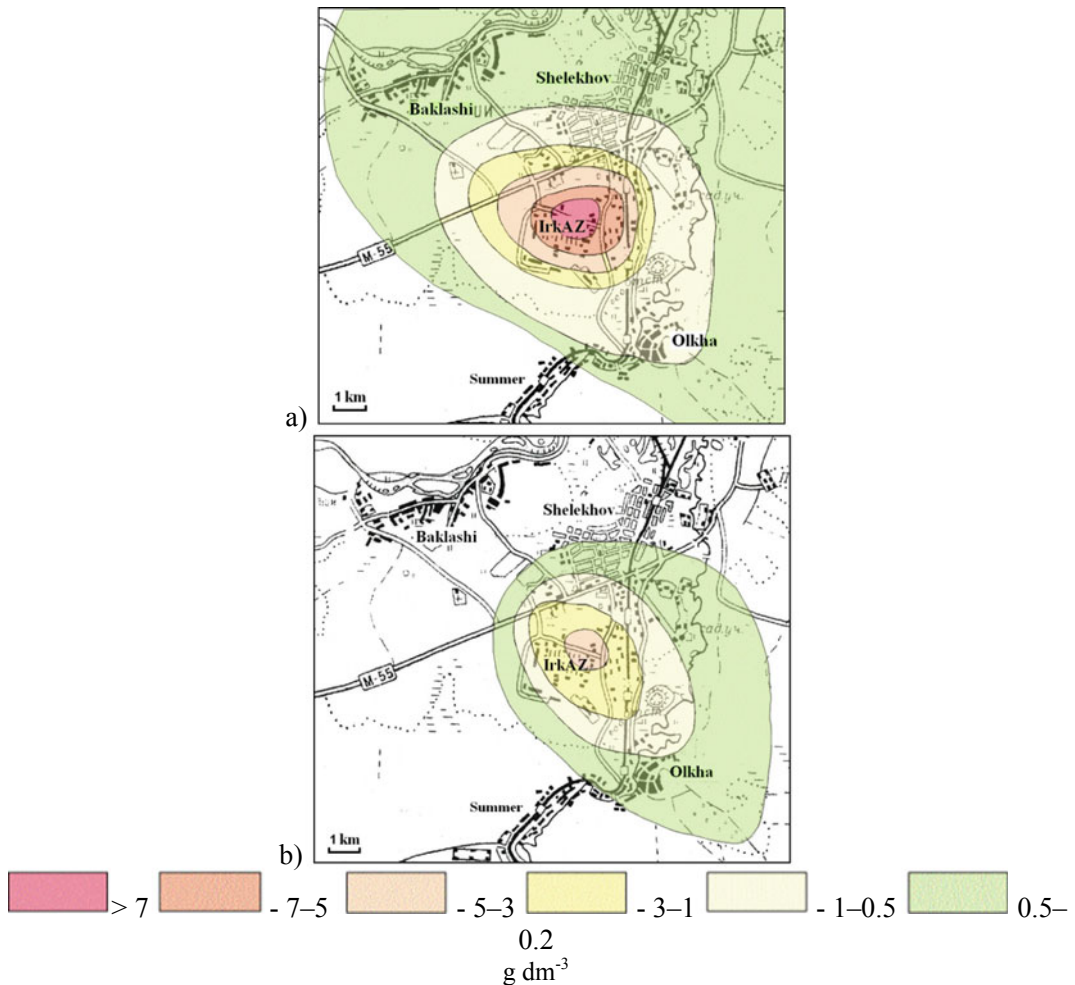 Shelekhov
Baklashi
IrkAZ
M-55
Olkha
Summer
1 km
a)
Shelekhov
Baklashi
IrkAZ
M-55
Olkha
Summer
1 km
b)
> 7 - 7–5 - 5–3 - 3–1 - 1–0.5 0.5–
0.2
g dm-3